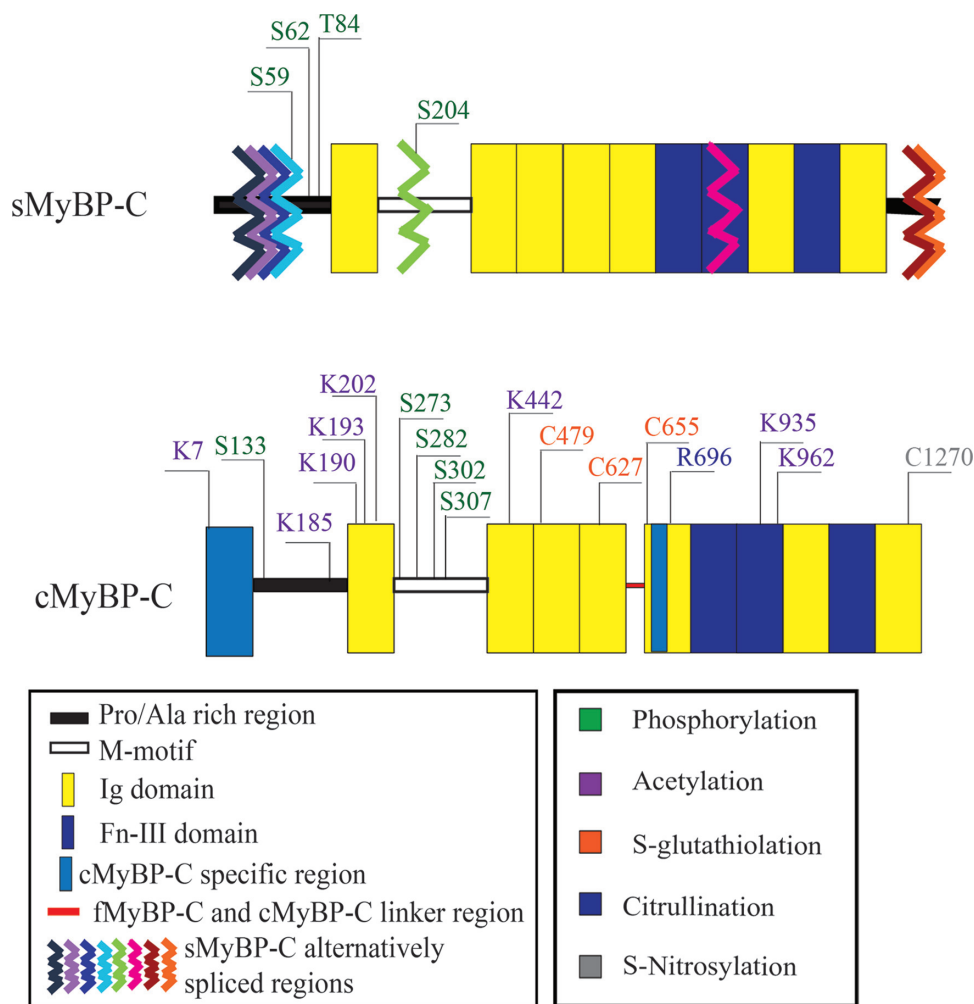 S62
T84
S59
S204
sMyBP-C
K202
S273
K442
K193
S282
C479
C655
K935
K7
S133
K190
S302
C627
R696
K962
C1270
S307
K185
cMyBP-C
Pro/Ala rich region
M-motif
Ig domain
Fn-III domain
cMyBP-C specific region
fMyBP-C and cMyBP-C linker region
sMyBP-C alternatively
spliced regions
Phosphorylation
Acetylation
S-glutathiolation
Citrullination
S-Nitrosylation